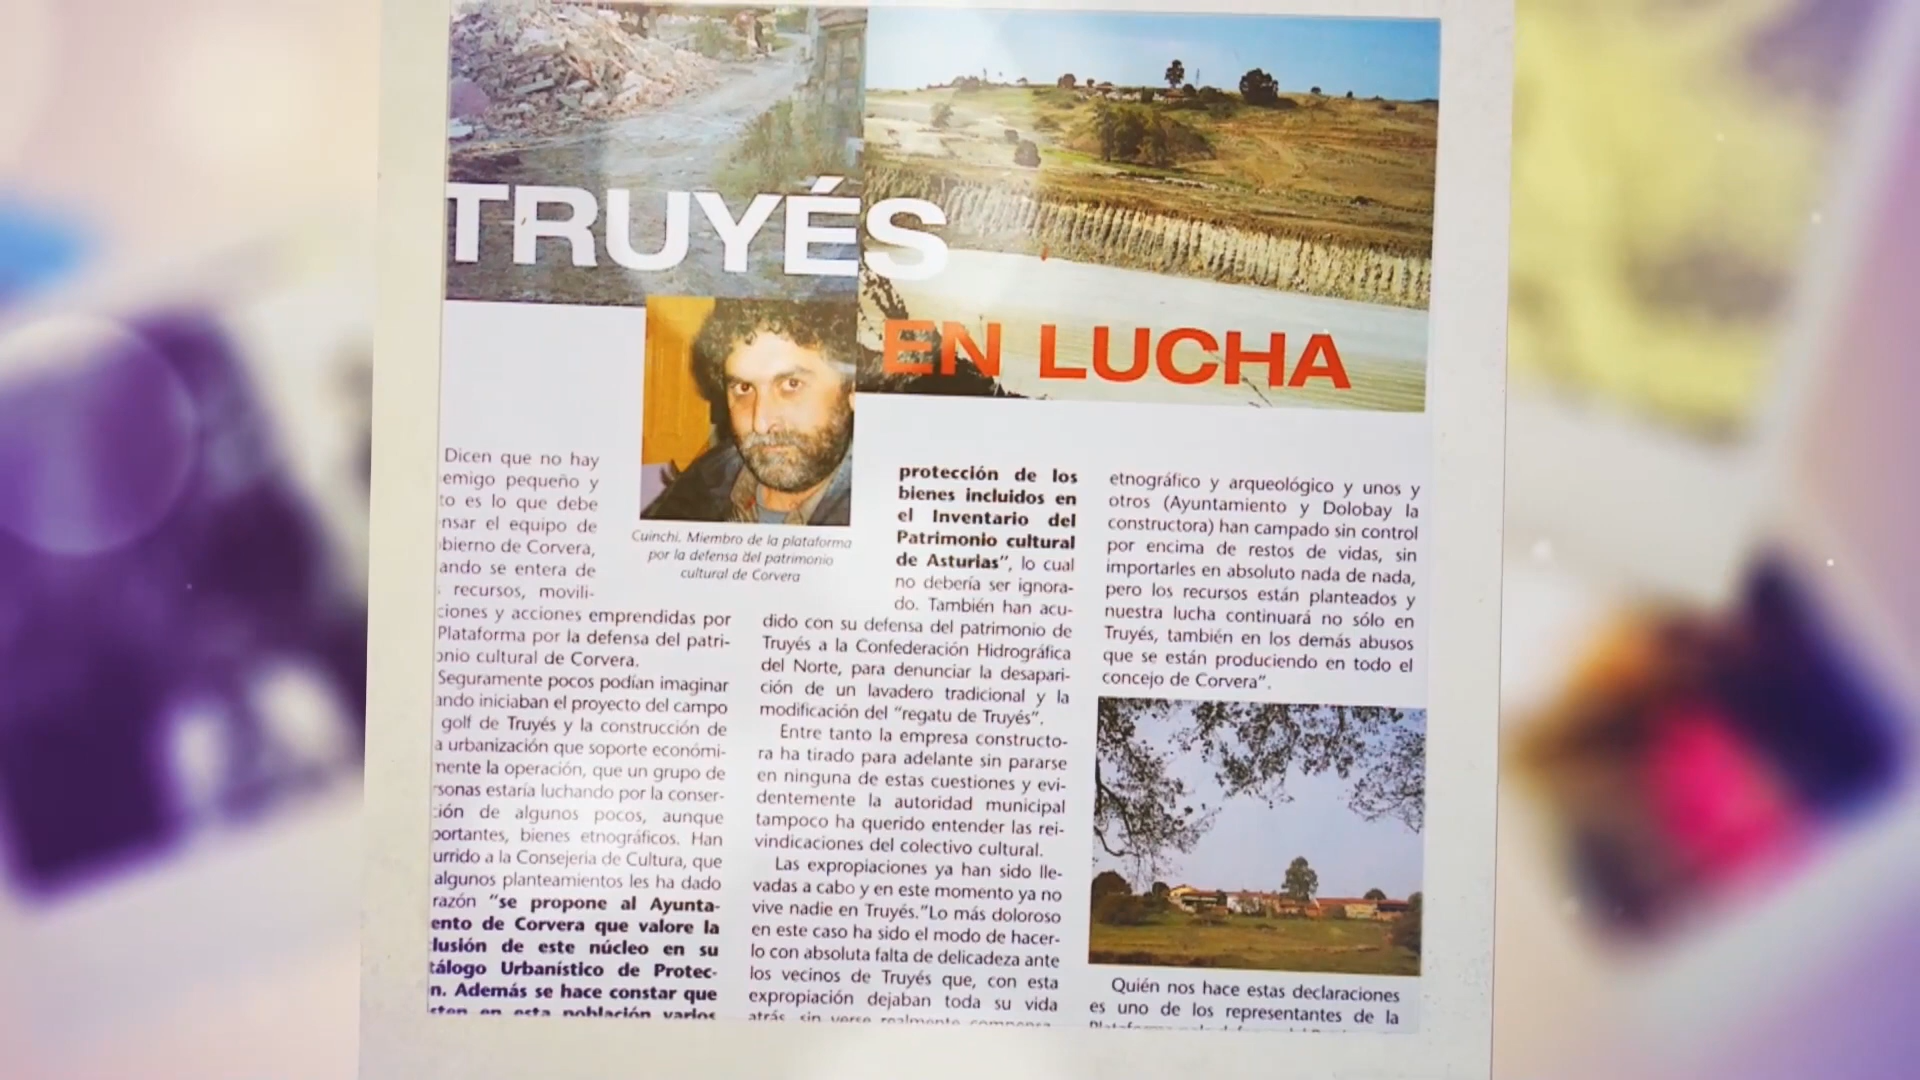 TRUYÉS
EN LUCHA
Cuinchi. Miembro de la plataforma
por la defensa del patrimonio
cultural de Corvera
Dicen que no hay
emigo pequeño y
to es lo que debe
nsar el equipo de
bierno de Corvera,
ando se entera de
recursos, movili-
ciones y acciones emprendidas por
Plataforma por la defensa del patri-
onio cultural de Corvera.
Seguramente pocos podían imaginar
ando iniciaban el proyecto del campo
golf de Truyés y la construcción de
a urbanización que soporte económi-
mente la operación, que un grupo de
rsonas estaría luchando por la conser-
ción de algunos pocos, aunque
portantes, bienes etnográficos. Han
urrido a la Consejeria de Cultura, que
algunos planteamientos les ha dado
razón "se propone al Ayunta-
ento de Corvera que valore la
lusión de este núcleo en su
tálogo Urbanístico de Protec-
n. Además se hace constar que
sten en esta población varios
protección de los
bienes incluidos en
el Inventario del
Patrimonio cultural
de Asturias", lo cual
no debería ser ignora-
do. También han acu-
dido con su defensa del patrimonio de
Truyés a la Confederación Hidrográfica
del Norte, para denunciar la desapari-
ción de un lavadero tradicional y la
modificación del "regatu de Truyés".
Entre tanto la empresa constructo-
ra ha tirado para adelante sin pararse
en ninguna de estas cuestiones y evi-
dentemente la autoridad municipal
tampoco ha querido entender las rei-
vindicaciones del colectivo cultural.
Las expropiaciones ya han sido lle-
vadas a cabo y en este momento ya no
vive nadie en Truyés."Lo más doloroso
en este caso ha sido el modo de hacer-
lo con absoluta falta de delicadeza ante
los vecinos de Truyés que, con esta
expropiación dejaban toda su vida
atrás sin verse realmente compensa
etnográfico y arqueológico y unos y
otros (Ayuntamiento y Dolobay la
constructora) han campado sin control
por encima de restos de vidas, sin
importarles en absoluto nada de nada,
pero los recursos están planteados y
nuestra lucha continuará no sólo en
Truyés, también en los demás abusos
que se están produciendo en todo el
concejo de Corvera".
Quién nos hace estas declaraciones
es uno de los representantes de la